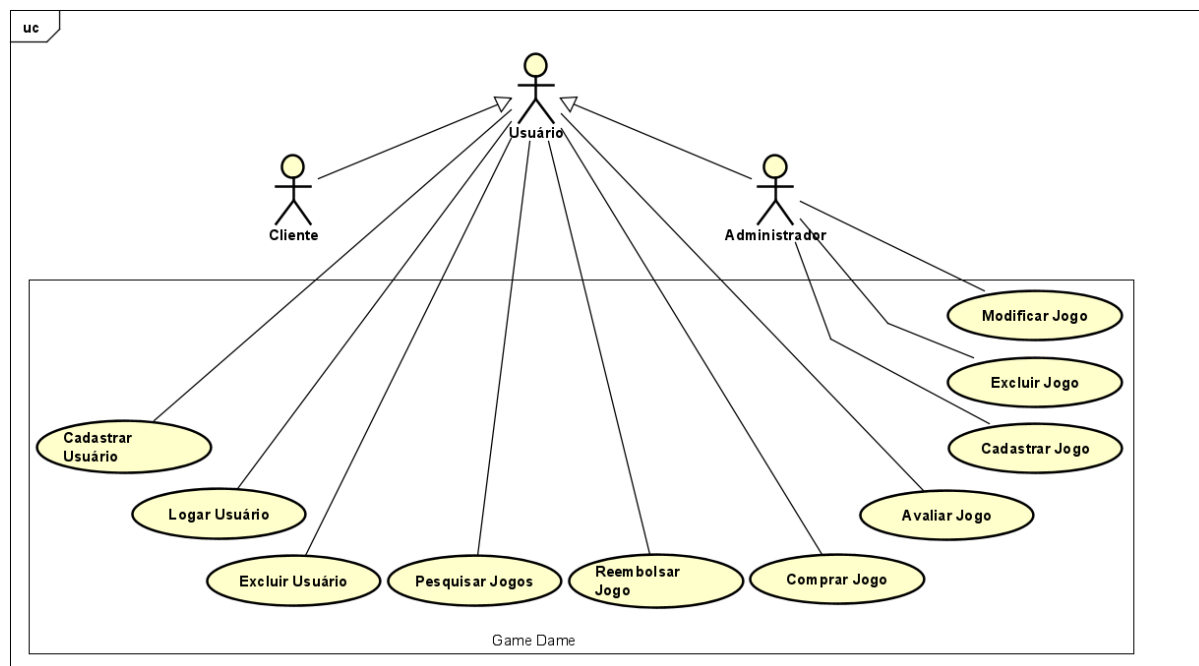 uc
Usuário
Cliente
Administrador
Modificar Jogo
Excluir Jogo
Cadastrar
Usuário
Cadastrar Jogo
Logar Usuário
Avaliar Jogo
Excluir Usuário
Pesquisar Jogos
Reembolsar
Jogo
Comprar Jogo
Game Dame